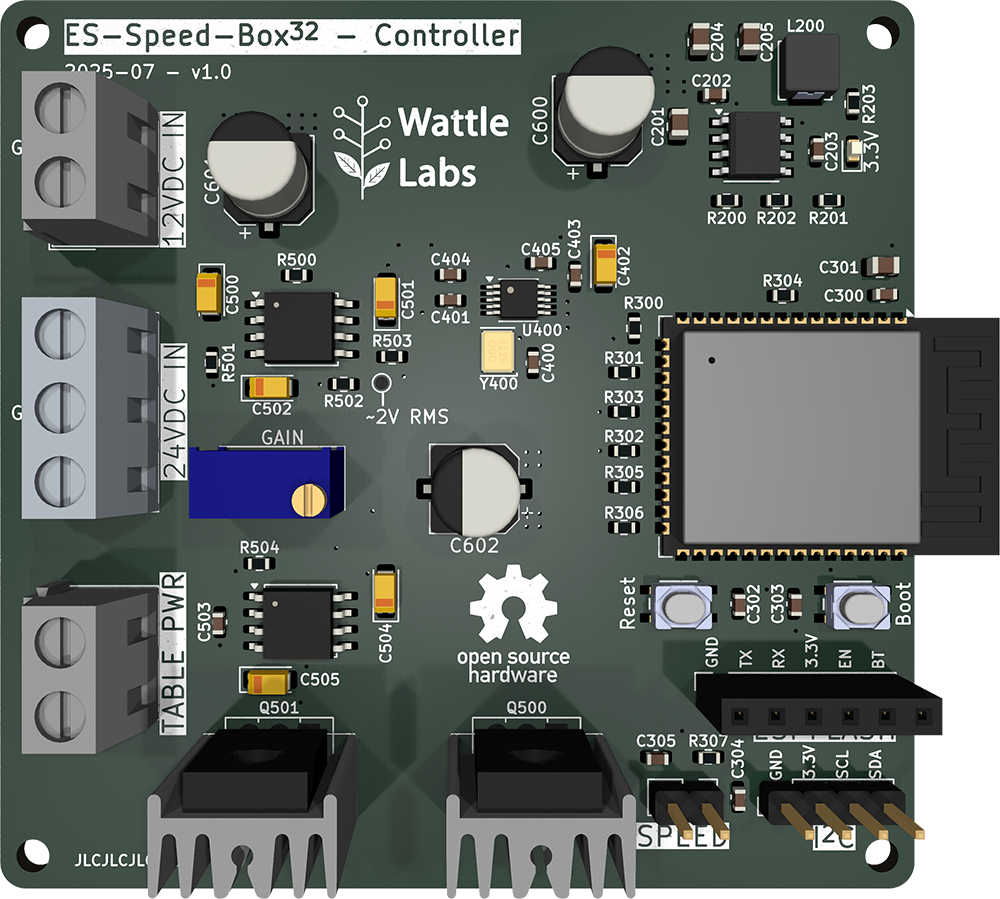 ES-Speed-Box³² - Controller
2025-07 - v1.0
12VDC IN
Wattle
Labs
C600
+
+
C204
C205
L200
C202
C201
R203
C203
3.3V
R200
R202
R201
R500
C500
C501
R501
R503
C502
R502
~2V RMS
C404
C405
C403
C402
C401
U400
Y400
C400
C301
R304
C300
R300
R301
R303
R302
R305
R306
24VDC IN
GAIN
C602
R504
C503
C504
C505
TABLE PWR
open source
hardware
Reset
C302
C303
Boot
GND
TX
RX
3.3V
EN
BT
Q501
Q500
C305
R307
C304
GND
3.3V
SCL
SDA
SPEED
I²C